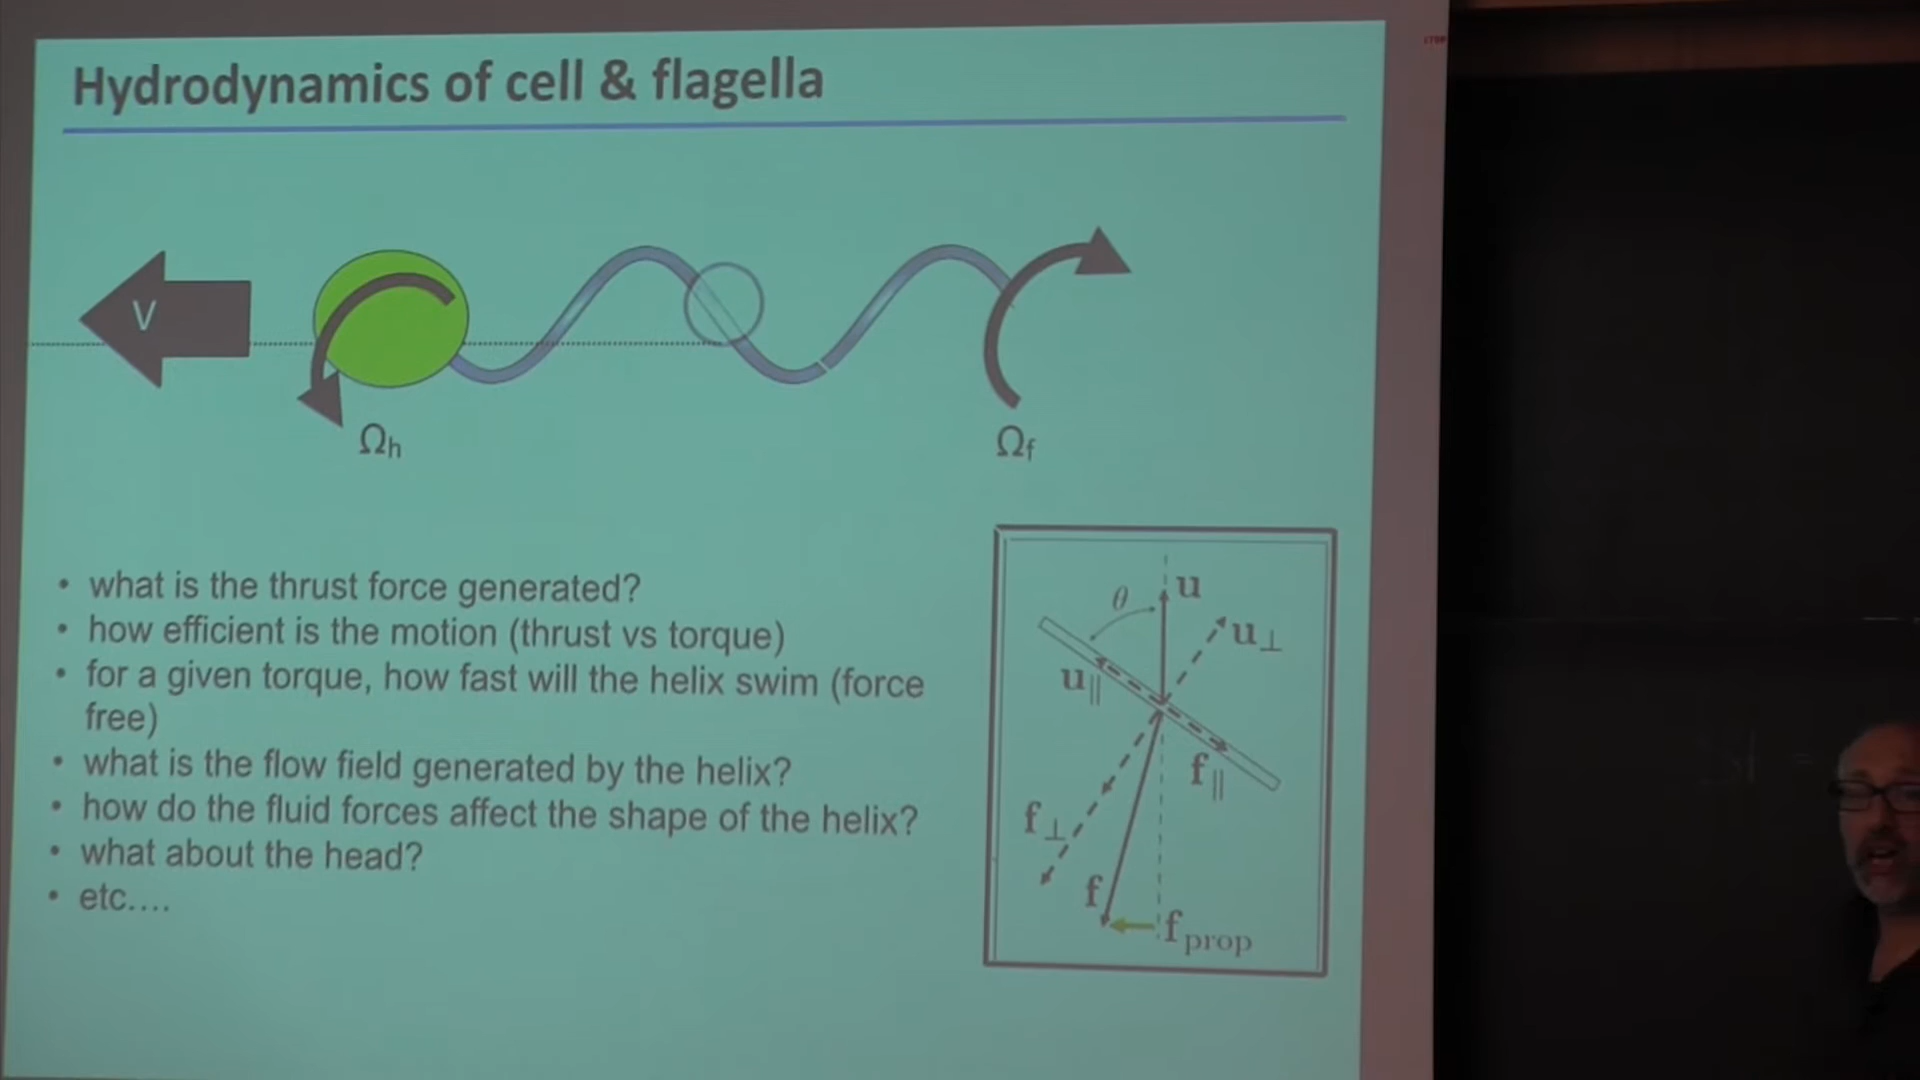 Hydrodynamics of cell & flagella
V
Ωh
Ωf
• what is the thrust force generated?
• how efficient is the motion (thrust vs torque)
• for a given torque, how fast will the helix swim (force
free)
• what is the flow field generated by the helix?
• how do the fluid forces affect the shape of the helix?
• what about the head?
• etc....
θ
u
u⊥
u||
f||
f⊥
f
fprop